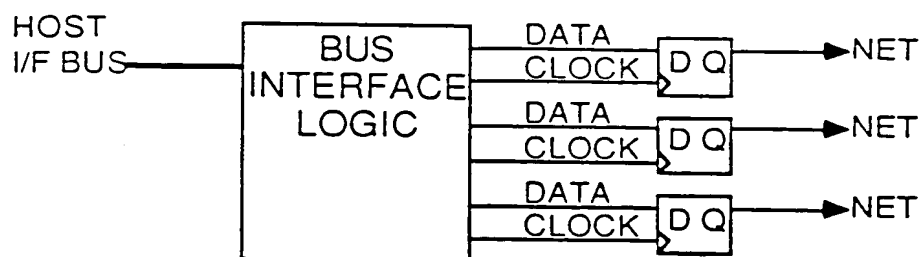 HOST
I/F BUS
BUS
INTERFACE
LOGIC
DATA
CLOCK
D Q
NET
DATA
CLOCK
D Q
NET
DATA
CLOCK
D Q
NET